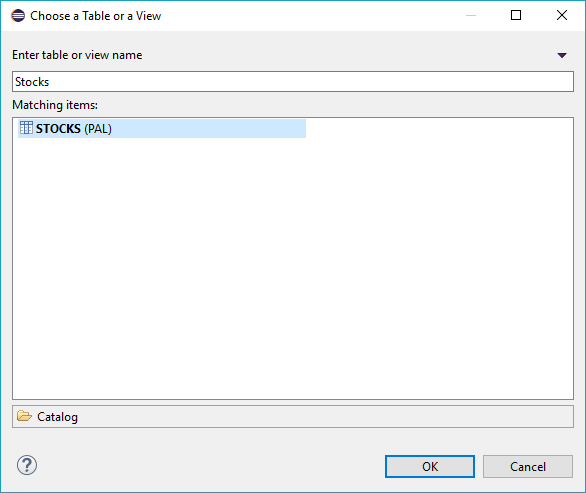 Choose a Table or a View
Enter table or view name
Stocks
Matching items:
STOCKS (PAL)
Catalog
?
OK
Cancel